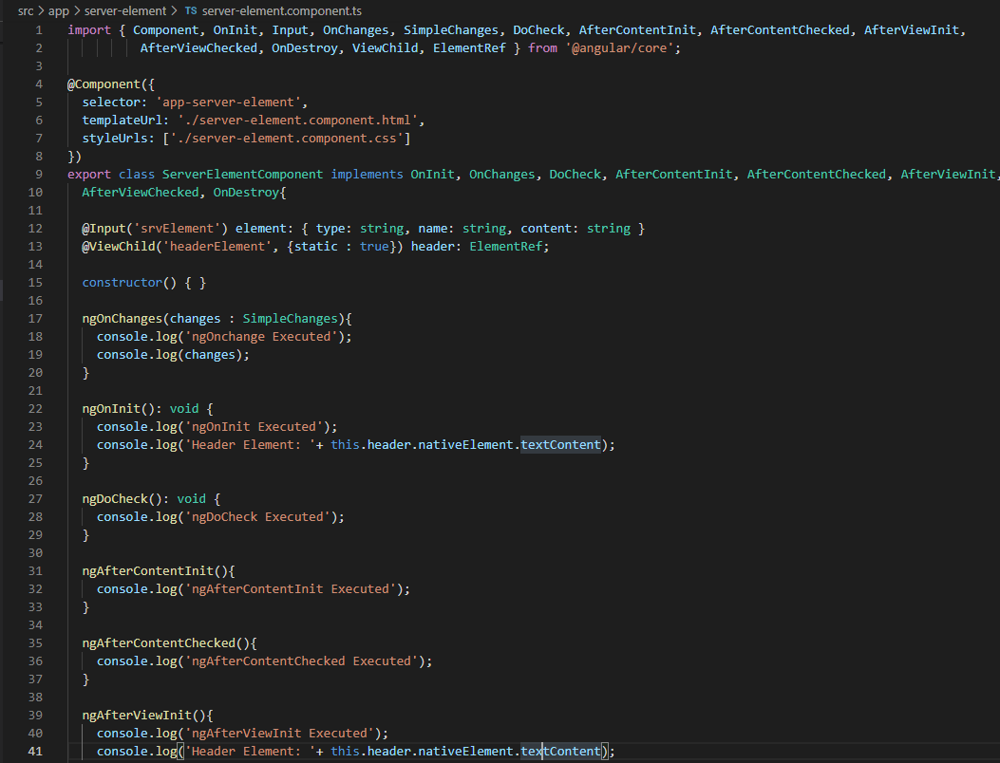 src > app > server-element > TS server-element.component.ts
1 import { Component, OnInit, Input, OnChanges, SimpleChanges, DoCheck, AfterContentInit, AfterContentChecked, AfterViewInit,
2 AfterViewChecked, OnDestroy, ViewChild, ElementRef } from '@angular/core';
3
4 @Component({
5 selector: 'app-server-element',
6 templateUrl: './server-element.component.html',
7 styleUrls: ['./server-element.component.css']
8 })
9 export class ServerElementComponent implements OnInit, OnChanges, DoCheck, AfterContentInit, AfterContentChecked, AfterViewInit,
10 AfterViewChecked, OnDestroy{
11
12 @Input('srvElement') element: { type: string, name: string, content: string }
13 @ViewChild('headerElement', {static : true}) header: ElementRef;
14
15 constructor() { }
16
17 ngOnChanges(changes : SimpleChanges){
18 console.log('ngOnchange Executed');
19 console.log(changes);
20 }
21
22 ngOnInit(): void {
23 console.log('ngOnInit Executed');
24 console.log('Header Element: '+ this.header.nativeElement.textContent);
25 }
26
27 ngDoCheck(): void {
28 console.log('ngDoCheck Executed');
29 }
30
31 ngAfterContentInit(){
32 console.log('ngAfterContentInit Executed');
33 }
34
35 ngAfterContentChecked(){
36 console.log('ngAfterContentChecked Executed');
37 }
38
39 ngAfterViewInit(){
40 console.log('ngAfterViewInit Executed');
41 console.log('Header Element: '+ this.header.nativeElement.textContent);